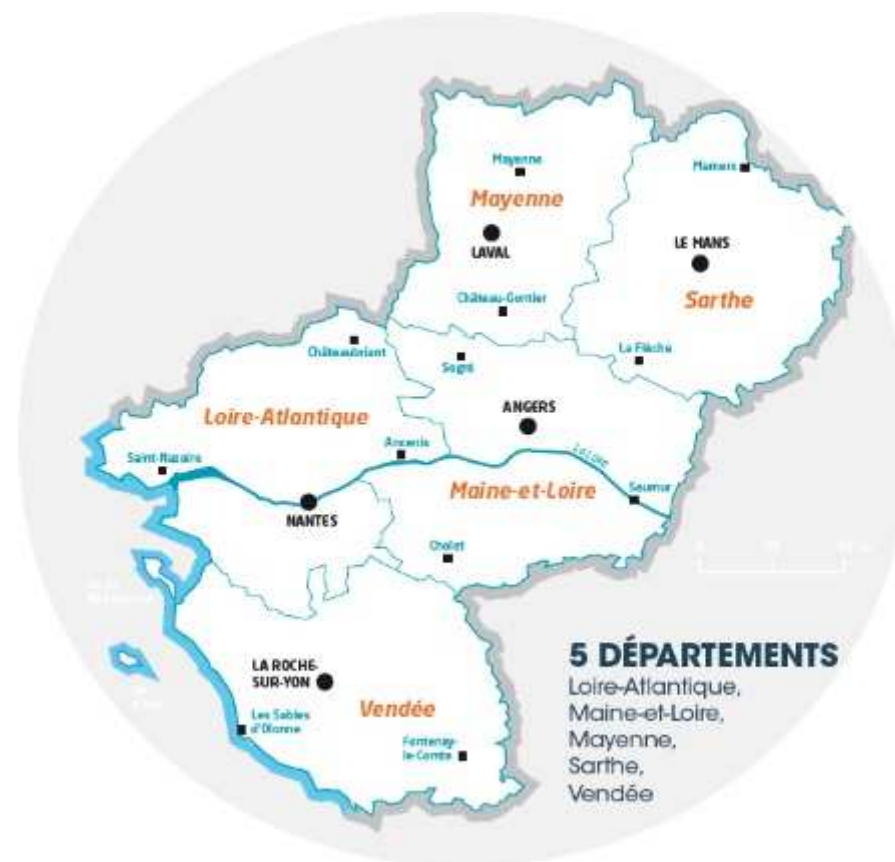 Mayenne
Mamers
Mayenne
LAVAL
LE MANS
Château-Gontier
Sarthe
Châteaubriant
Segré
La Flèche
Loire-Atlantique
ANGERS
Ancenis
La Loire
Saint-Nazaire
Maine-et-Loire
Saumur
NANTES
Cholet
5 DÉPARTEMENTS
Loire-Atlantique,
Maine-et-Loire,
Mayenne,
Sarthe,
Vendée
LA ROCHE-
SUR-YON
Vendée
Les Sables
d'Olonne
Fontenay-
le-Comte